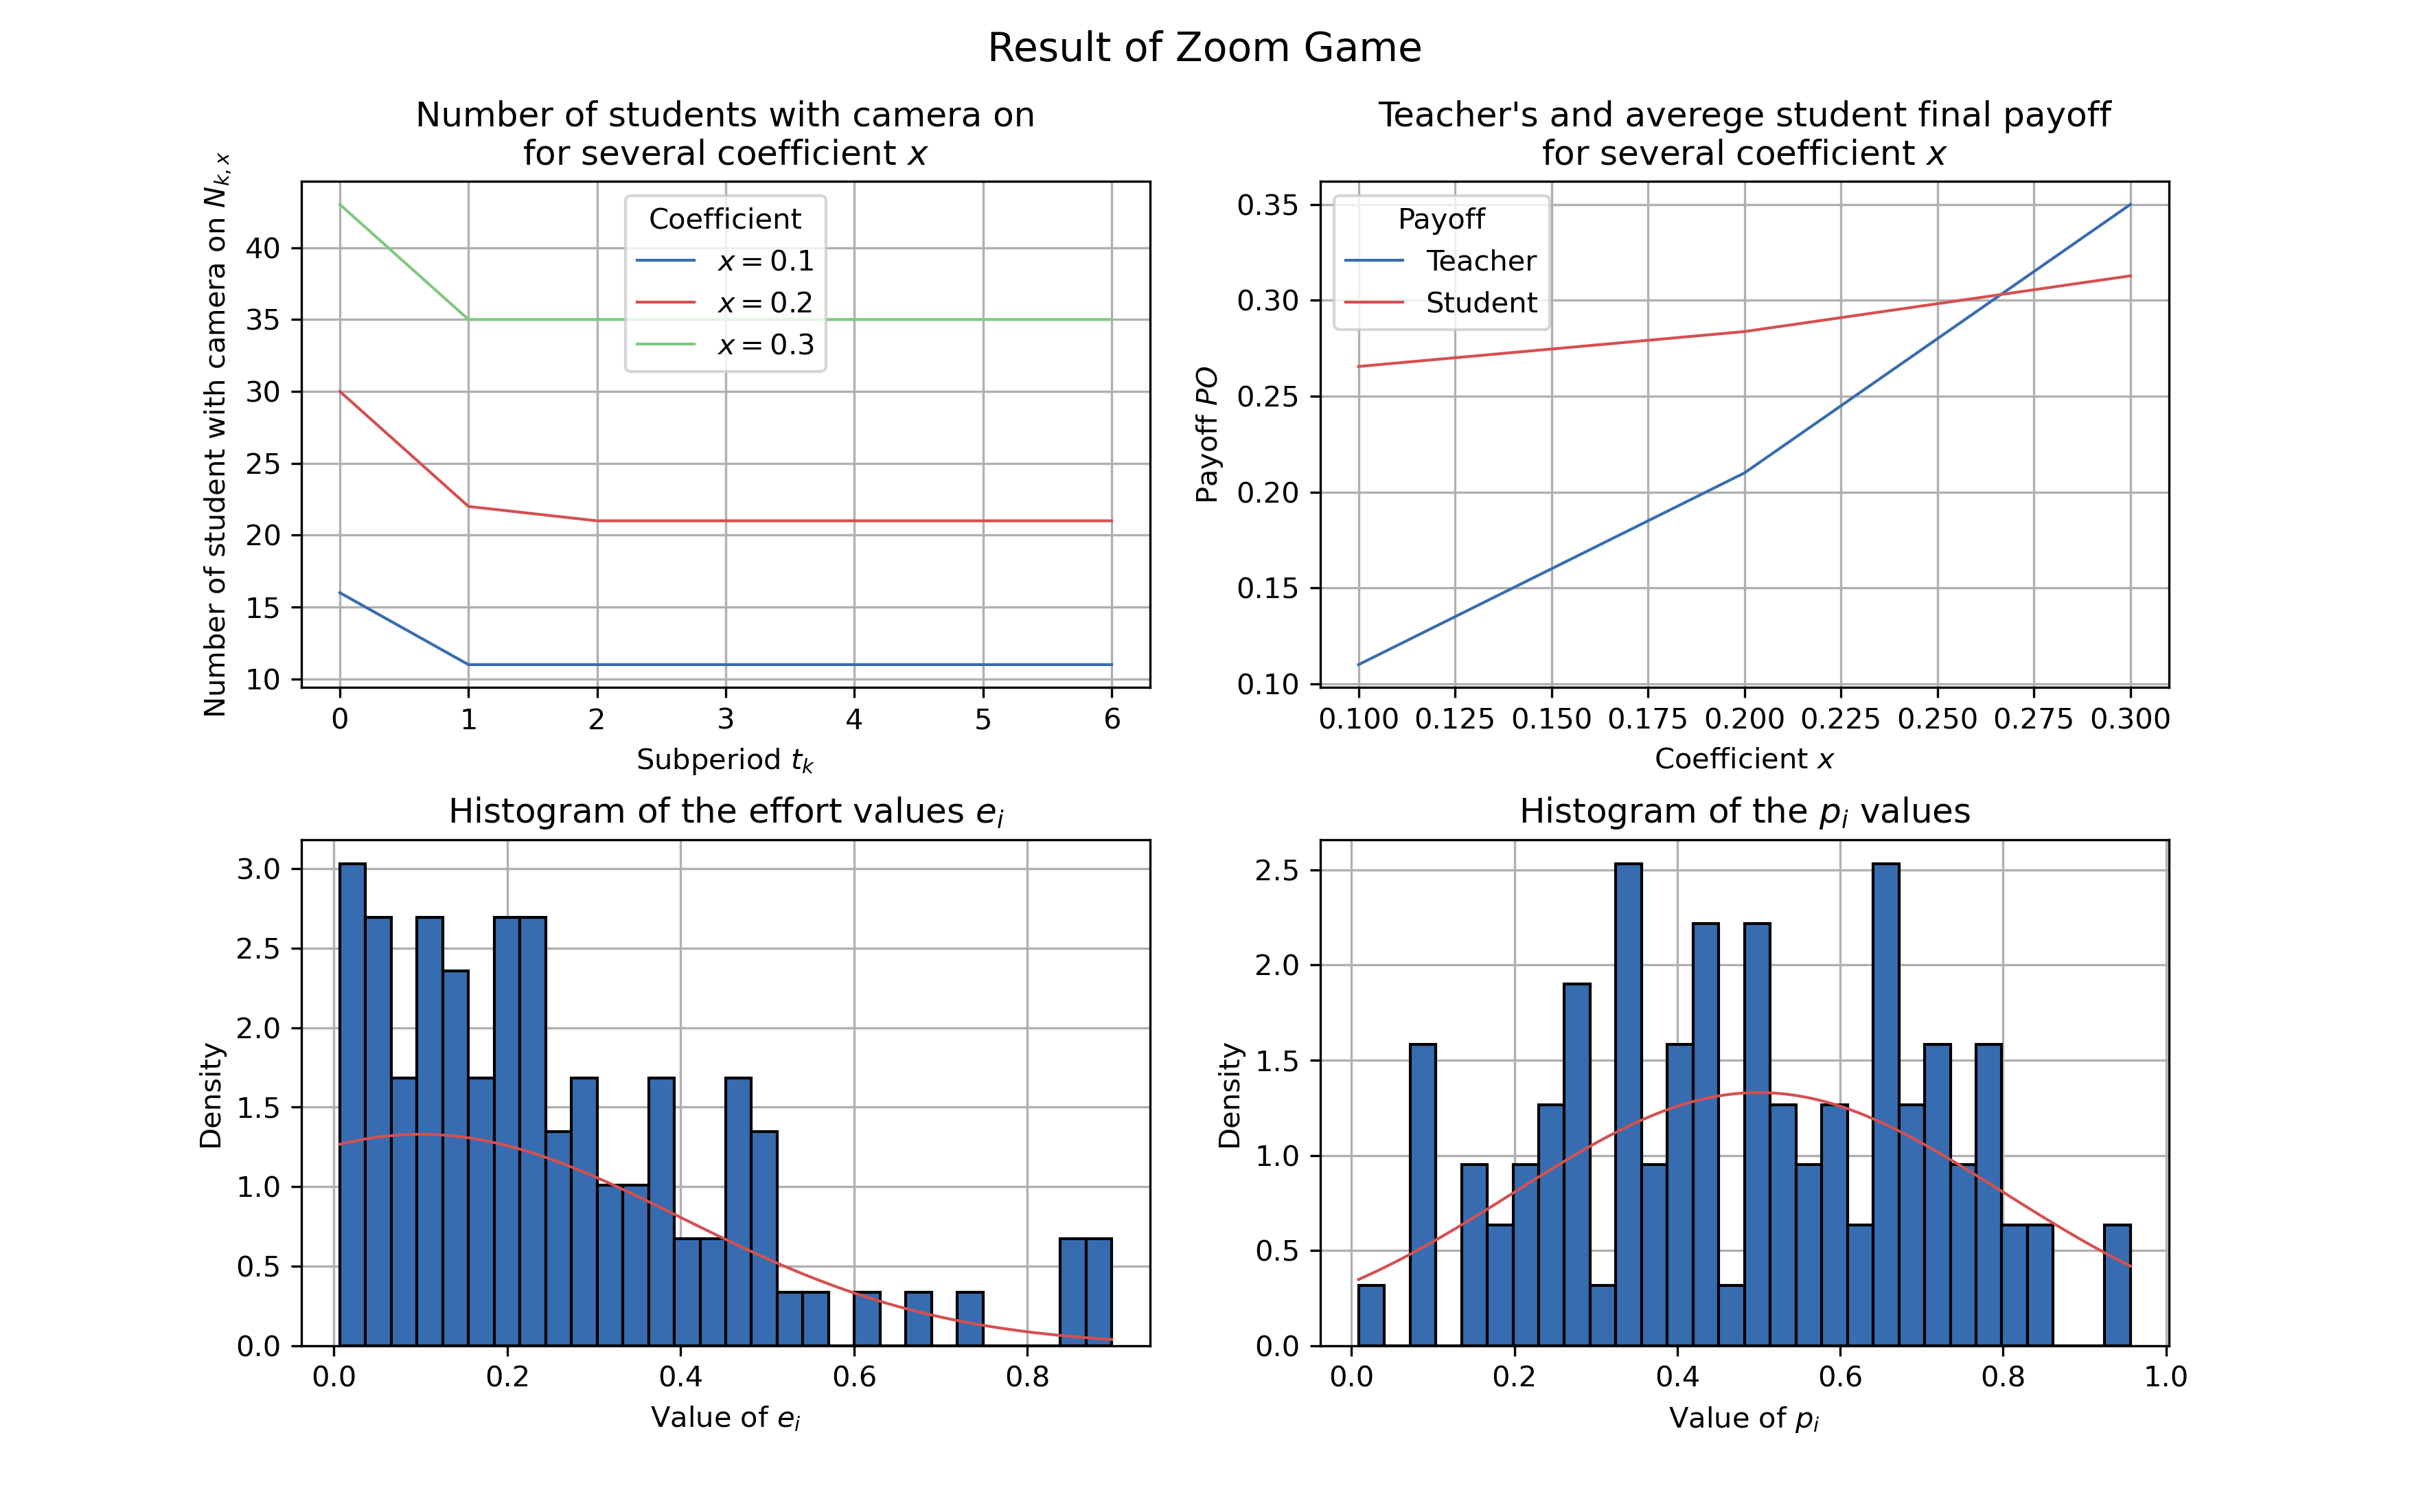 Result of Zoom Game
Number of students with camera on
for several coefficient x
Number of student with camera on N_{k,x}
40
35
30
25
20
15
10
Coefficient
x = 0.1
x = 0.2
x = 0.3
0 1 2 3 4 5 6
Subperiod t_k
Teacher's and averege student final payoff
for several coefficient x
Payoff PO
0.35
0.30
0.25
0.20
0.15
0.10
Payoff
Teacher
Student
0.100 0.125 0.150 0.175 0.200 0.225 0.250 0.275 0.300
Coefficient x
Histogram of the effort values e_i
Density
3.0
2.5
2.0
1.5
1.0
0.5
0.0
0.0 0.2 0.4 0.6 0.8
Value of e_i
Histogram of the p_i values
Density
2.5
2.0
1.5
1.0
0.5
0.0
0.0 0.2 0.4 0.6 0.8 1.0
Value of p_i